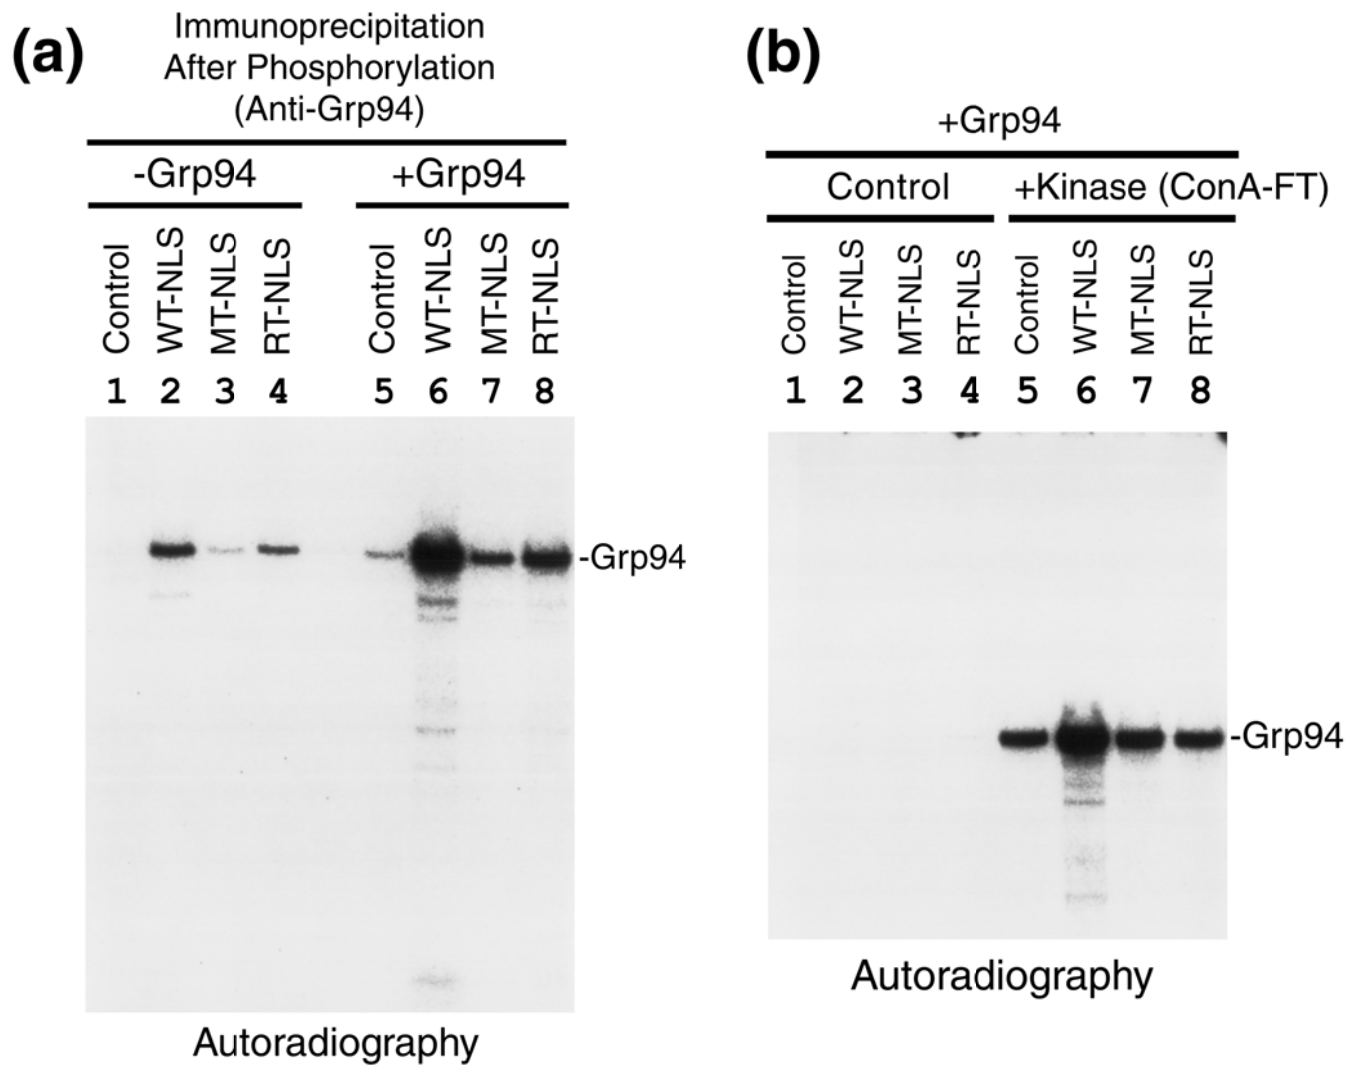 (a)
Immunoprecipitation
After Phosphorylation
(Anti-Grp94)
-Grp94 +Grp94
Control WT-NLS MT-NLS RT-NLS Control WT-NLS MT-NLS RT-NLS
1 2 3 4 5 6 7 8
-Grp94
Autoradiography
(b)
+Grp94
Control +Kinase (ConA-FT)
Control WT-NLS MT-NLS RT-NLS Control WT-NLS MT-NLS RT-NLS
1 2 3 4 5 6 7 8
-Grp94
Autoradiography